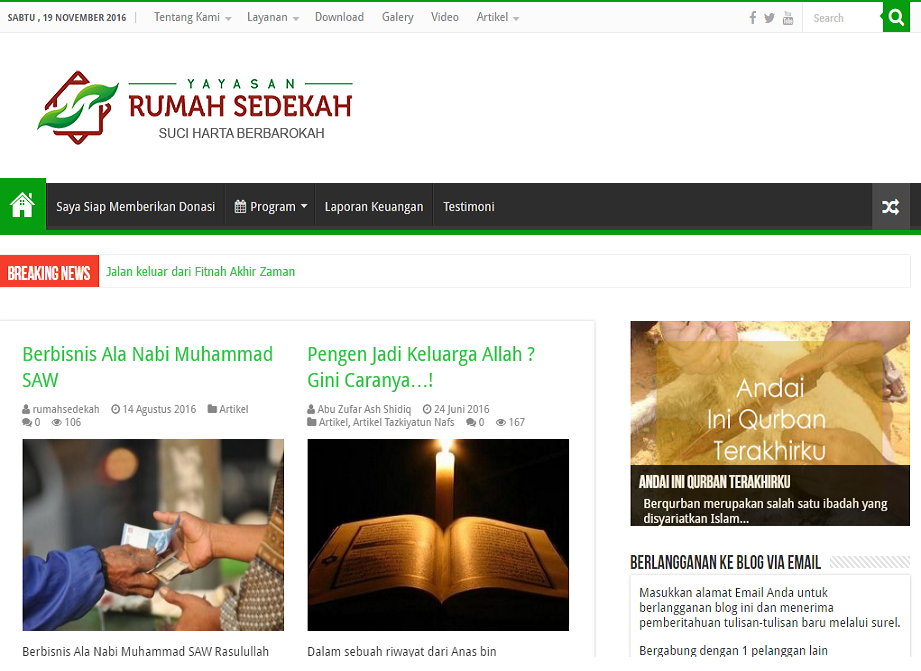 SABTU , 19 NOVEMBER 2016
Tentang Kami
Layanan
Download
Galery
Video
Artikel
Search
YAYASAN
RUMAH SEDEKAH
SUCI HARTA BERBAROKAH
Saya Siap Memberikan Donasi
Program
Laporan Keuangan
Testimoni
BREAKING NEWS
Jalan keluar dari Fitnah Akhir Zaman
Berbisnis Ala Nabi Muhammad
SAW
rumahsedekah 14 Agustus 2016 Artikel
0 106
Berbisnis Ala Nabi Muhammad SAW Rasulullah
Pengen Jadi Keluarga Allah ?
Gini Caranya…!
Abu Zufar Ash Shidiq 24 Juni 2016
Artikel, Artikel Tazkiyatun Nafs 0 167
Dalam sebuah riwayat dari Anas bin
Andai
Ini Qurban
Terakhirku
ANDAI INI QURBAN TERAKHIRKU
Berqurban merupakan salah satu ibadah yang
disyariatkan Islam...
BERLANGGANAN KE BLOG VIA EMAIL
Masukkan alamat Email Anda untuk
berlangganan blog ini dan menerima
pemberitahuan tulisan-tulisan baru melalui surel.
Bergabung dengan 1 pelanggan lain